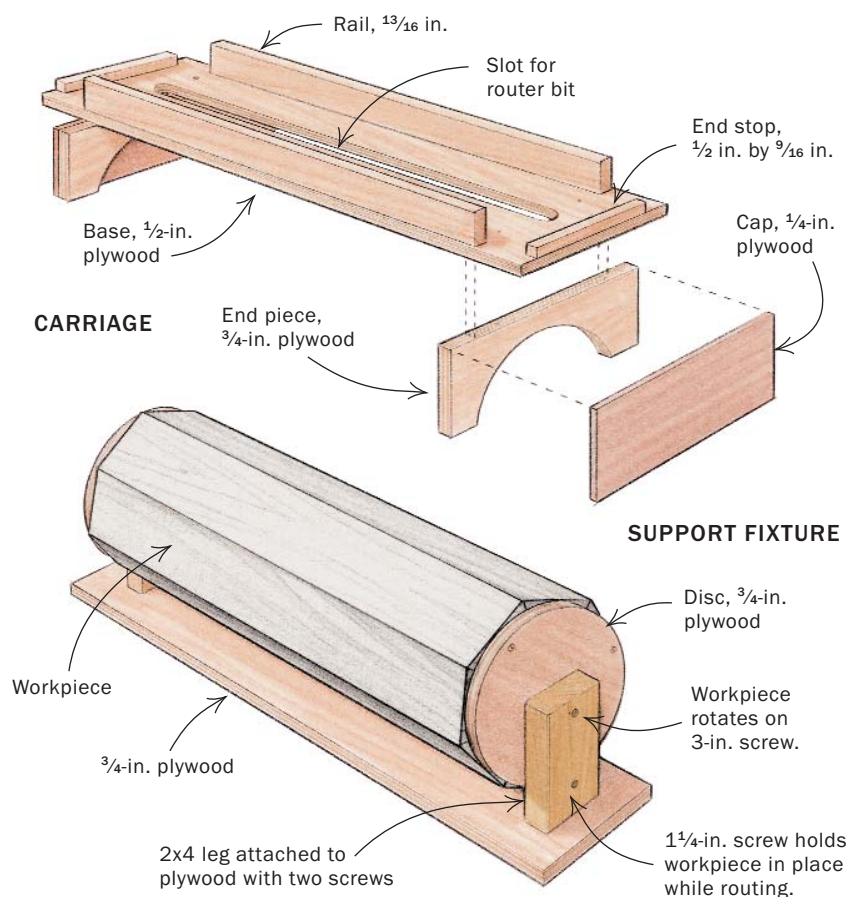 Rail, ¹³⁄₁₆ in.
Slot for
router bit
End stop,
½ in. by ⁹⁄₁₆ in.
Base, ½-in.
plywood
Cap, ¼-in.
plywood
CARRIAGE
End piece,
¾-in. plywood
SUPPORT FIXTURE
Disc, ¾-in.
plywood
Workpiece
Workpiece
rotates on
3-in. screw.
¾-in. plywood
2x4 leg attached to
plywood with two screws
1¼-in. screw holds
workpiece in place
while routing.